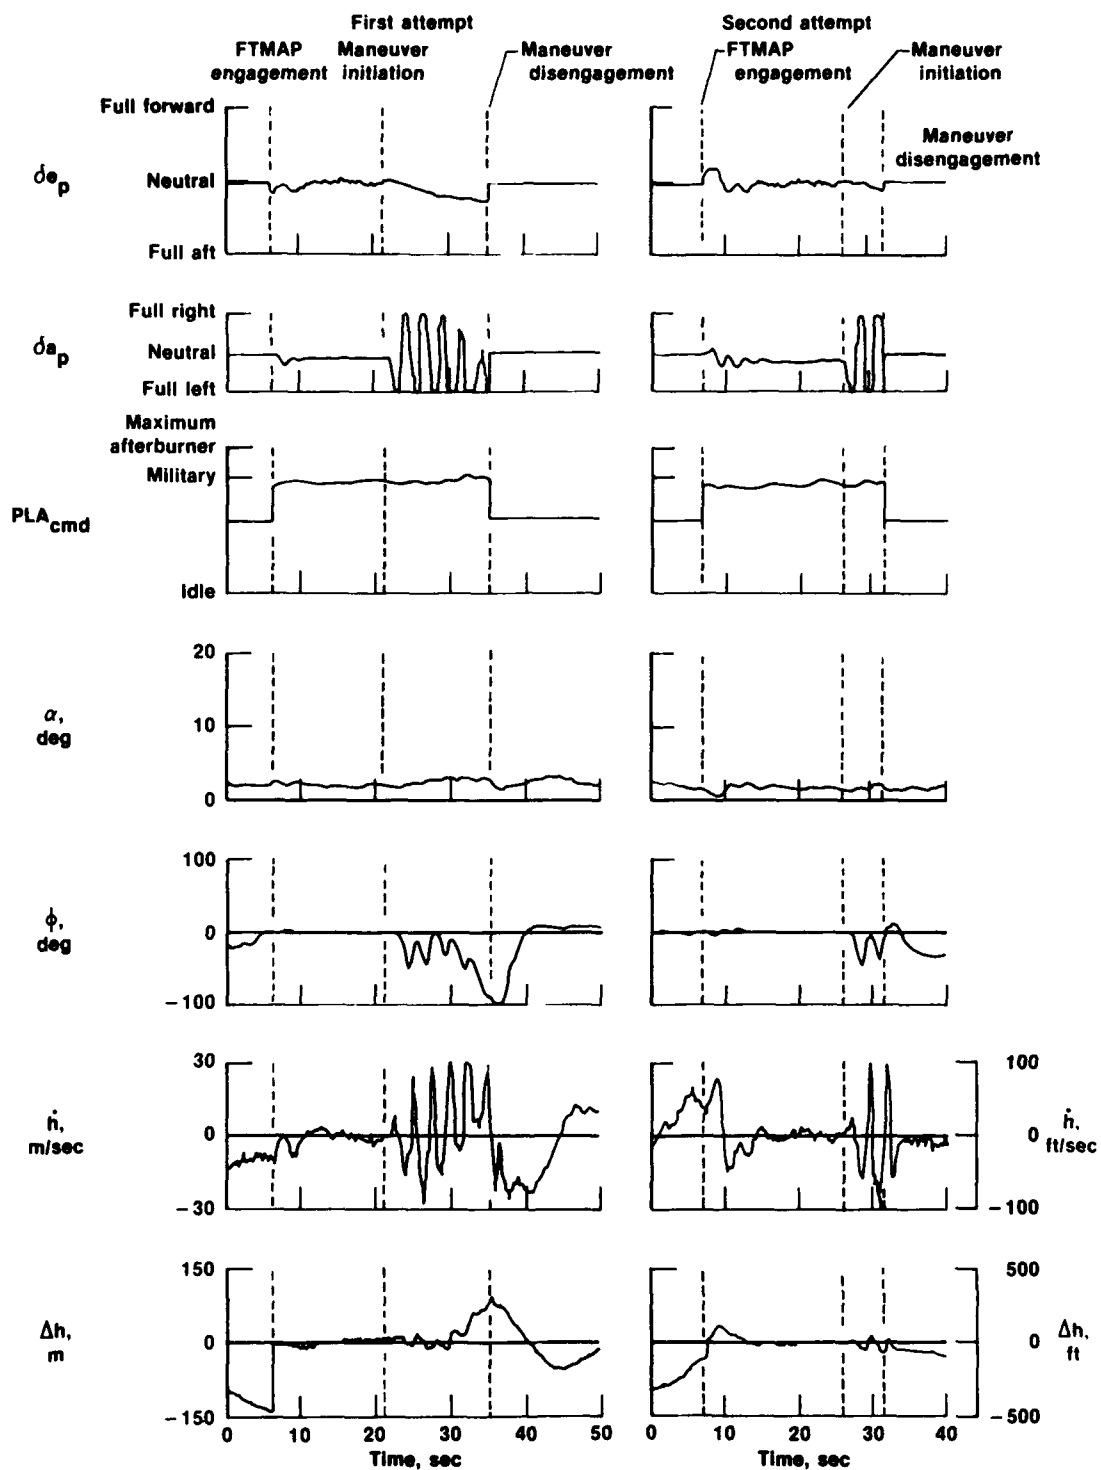 First attempt
Second attempt
FTMAP engagement
Maneuver initiation
Maneuver disengagement
FTMAP engagement
Maneuver initiation
Maneuver disengagement
δe_p
Full forward
Neutral
Full aft
δa_p
Full right
Neutral
Full left
PLA_cmd
Maximum afterburner
Military
Idle
α, deg
20
10
0
ϕ, deg
100
0
-100
ḣ, m/sec
30
0
-30
100
0
-100
ḣ, ft/sec
Δh, m
150
0
-150
500
0
-500
Δh, ft
0 10 20 30 40 50
0 10 20 30 40
Time, sec
Time, sec